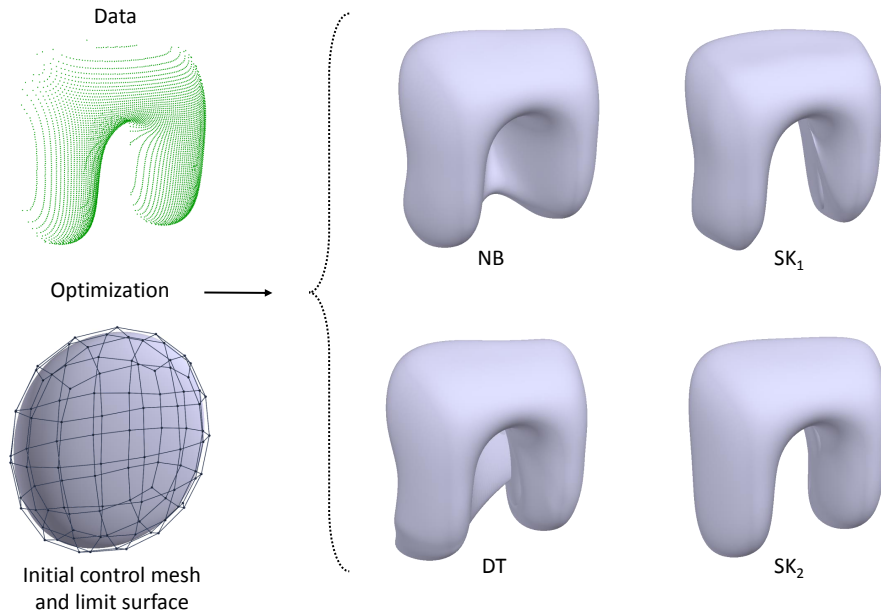 Data
Optimization
Initial control mesh
and limit surface
NB
SK₁
DT
SK₂